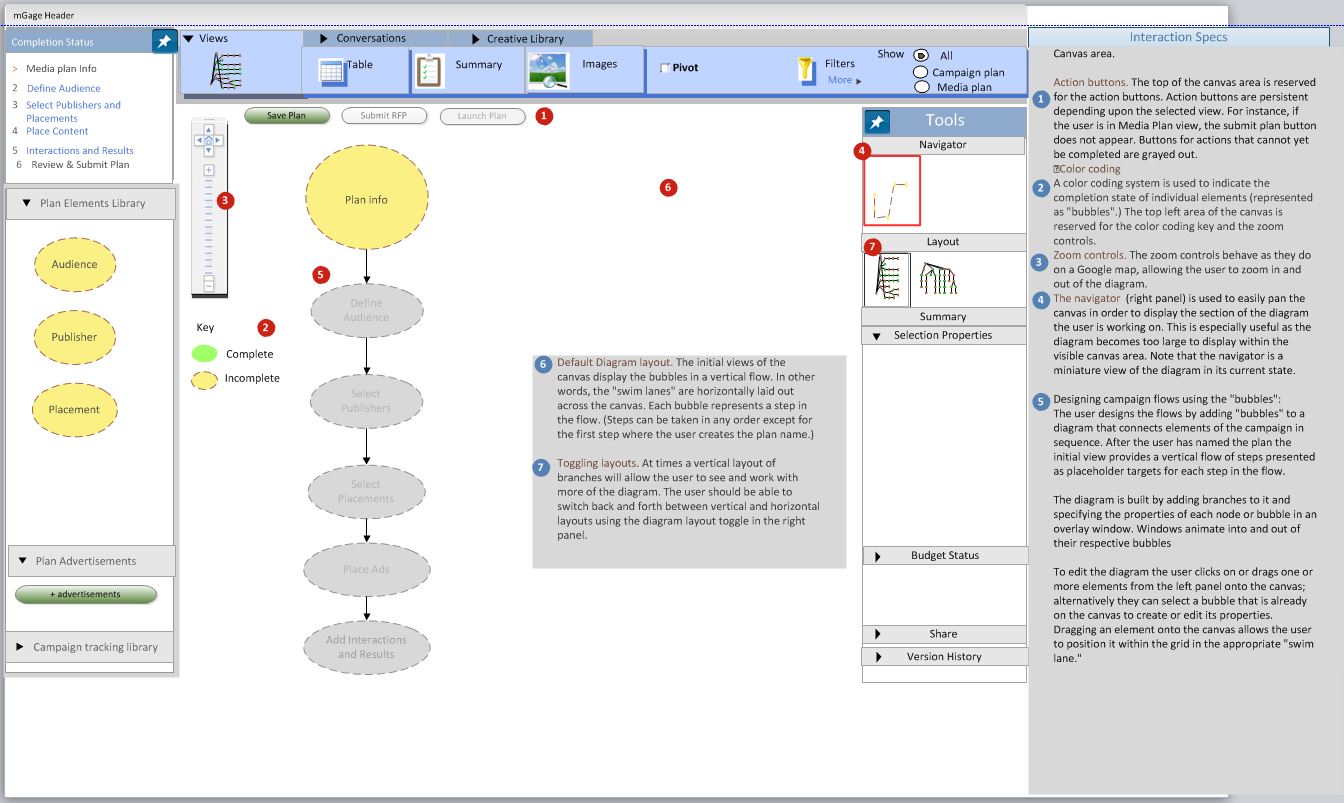 mGage Header
Completion Status
> Media plan Info
2 Define Audience
3 Select Publishers and
Placements
4 Place Content
5 Interactions and Results
6 Review & Submit Plan
Plan Elements Library
Audience
Publisher
Placement
Plan Advertisements
+ advertisements
Campaign tracking library
Views
Conversations
Creative Library
Table
Summary
Images
Pivot
Filters
More
Show
All
Campaign plan
Media plan
Save Plan
Submit RFP
Launch Plan
1
3
6
5
2
Key
Complete
Incomplete
Plan info
Define
Audience
Select
Publishers
Select
Placements
Place Ads
Add Interactions
and Results
6 Default Diagram layout. The initial views of the
canvas display the bubbles in a vertical flow. In other
words, the "swim lanes" are horizontally laid out
across the canvas. Each bubble represents a step in
the flow. (Steps can be taken in any order except for
the first step where the user creates the plan name.)
7 Toggling layouts. At times a vertical layout of
branches will allow the user to see and work with
more of the diagram. The user should be able to
switch back and forth between vertical and horizontal
layouts using the diagram layout toggle in the right
panel.
Tools
Navigator
4
Layout
7
Summary
Selection Properties
Budget Status
Share
Version History
Interaction Specs
Canvas area.
Action buttons. The top of the canvas area is reserved
1 for the action buttons. Action buttons are persistent
depending upon the selected view. For instance, if
the user is in Media Plan view, the submit plan button
does not appear. Buttons for actions that cannot yet
be completed are grayed out.
Color coding
2 A color coding system is used to indicate the
completion state of individual elements (represented
as "bubbles".) The top left area of the canvas is
reserved for the color coding key and the zoom
controls.
3 Zoom controls. The zoom controls behave as they do
on a Google map, allowing the user to zoom in and
out of the diagram.
4 The navigator (right panel) is used to easily pan the
canvas in order to display the section of the diagram
the user is working on. This is especially useful as the
diagram becomes too large to display within the
visible canvas area. Note that the navigator is a
miniature view of the diagram in its current state.
5 Designing campaign flows using the "bubbles":
The user designs the flows by adding "bubbles" to a
diagram that connects elements of the campaign in
sequence. After the user has named the plan the
initial view provides a vertical flow of steps presented
as placeholder targets for each step in the flow.
The diagram is built by adding branches to it and
specifying the properties of each node or bubble in an
overlay window. Windows animate into and out of
their respective bubbles
To edit the diagram the user clicks on or drags one or
more elements from the left panel onto the canvas;
alternatively they can select a bubble that is already
on the canvas to create or edit its properties.
Dragging an element onto the canvas allows the user
to position it within the grid in the appropriate "swim
lane."